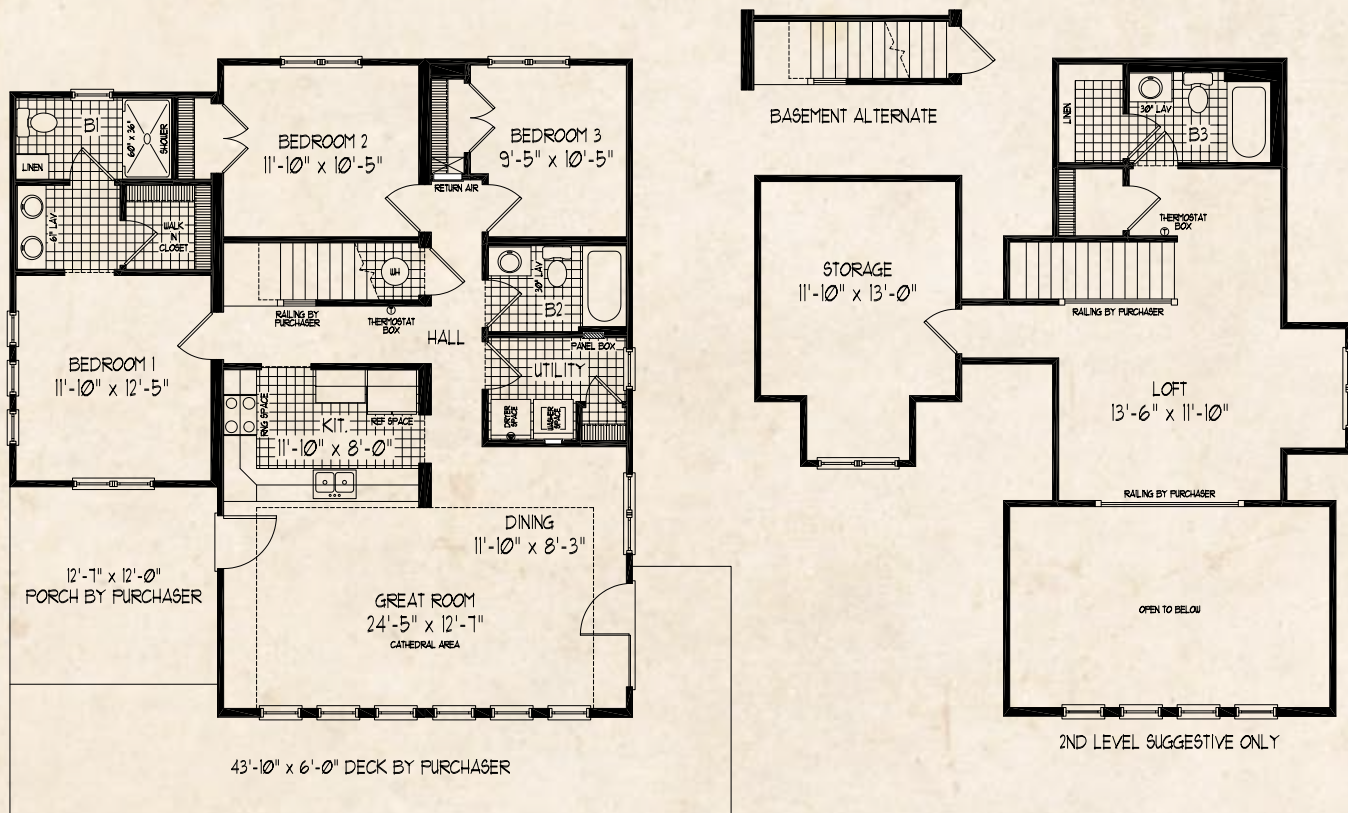 BASEMENT ALTERNATE
B1
60" x 36"
SHOWER
LINEN
6' LAV
WALK
IN
CLOSET
BEDROOM 2
11'-10" x 10'-5"
BEDROOM 3
9'-5" x 10'-5"
RETURN AIR
WH
RAILING BY
PURCHASER
THERMOSTAT
BOX
HALL
30" LAV
B2
PANEL BOX
UTILITY
DRYER
SPACE
WASHER
SPACE
BEDROOM 1
11'-10" x 12'-5"
RNG SPACE
REF SPACE
KIT.
11'-10" x 8'-0"
DINING
11'-10" x 8'-3"
12'-7" x 12'-0"
PORCH BY PURCHASER
GREAT ROOM
24'-5" x 12'-7"
CATHEDRAL AREA
43'-10" x 6'-0" DECK BY PURCHASER
LINEN
30" LAV
B3
THERMOSTAT
BOX
T
STORAGE
11'-10" x 13'-0"
RAILING BY PURCHASER
LOFT
13'-6" x 11'-10"
RAILING BY PURCHASER
OPEN TO BELOW
2ND LEVEL SUGGESTIVE ONLY